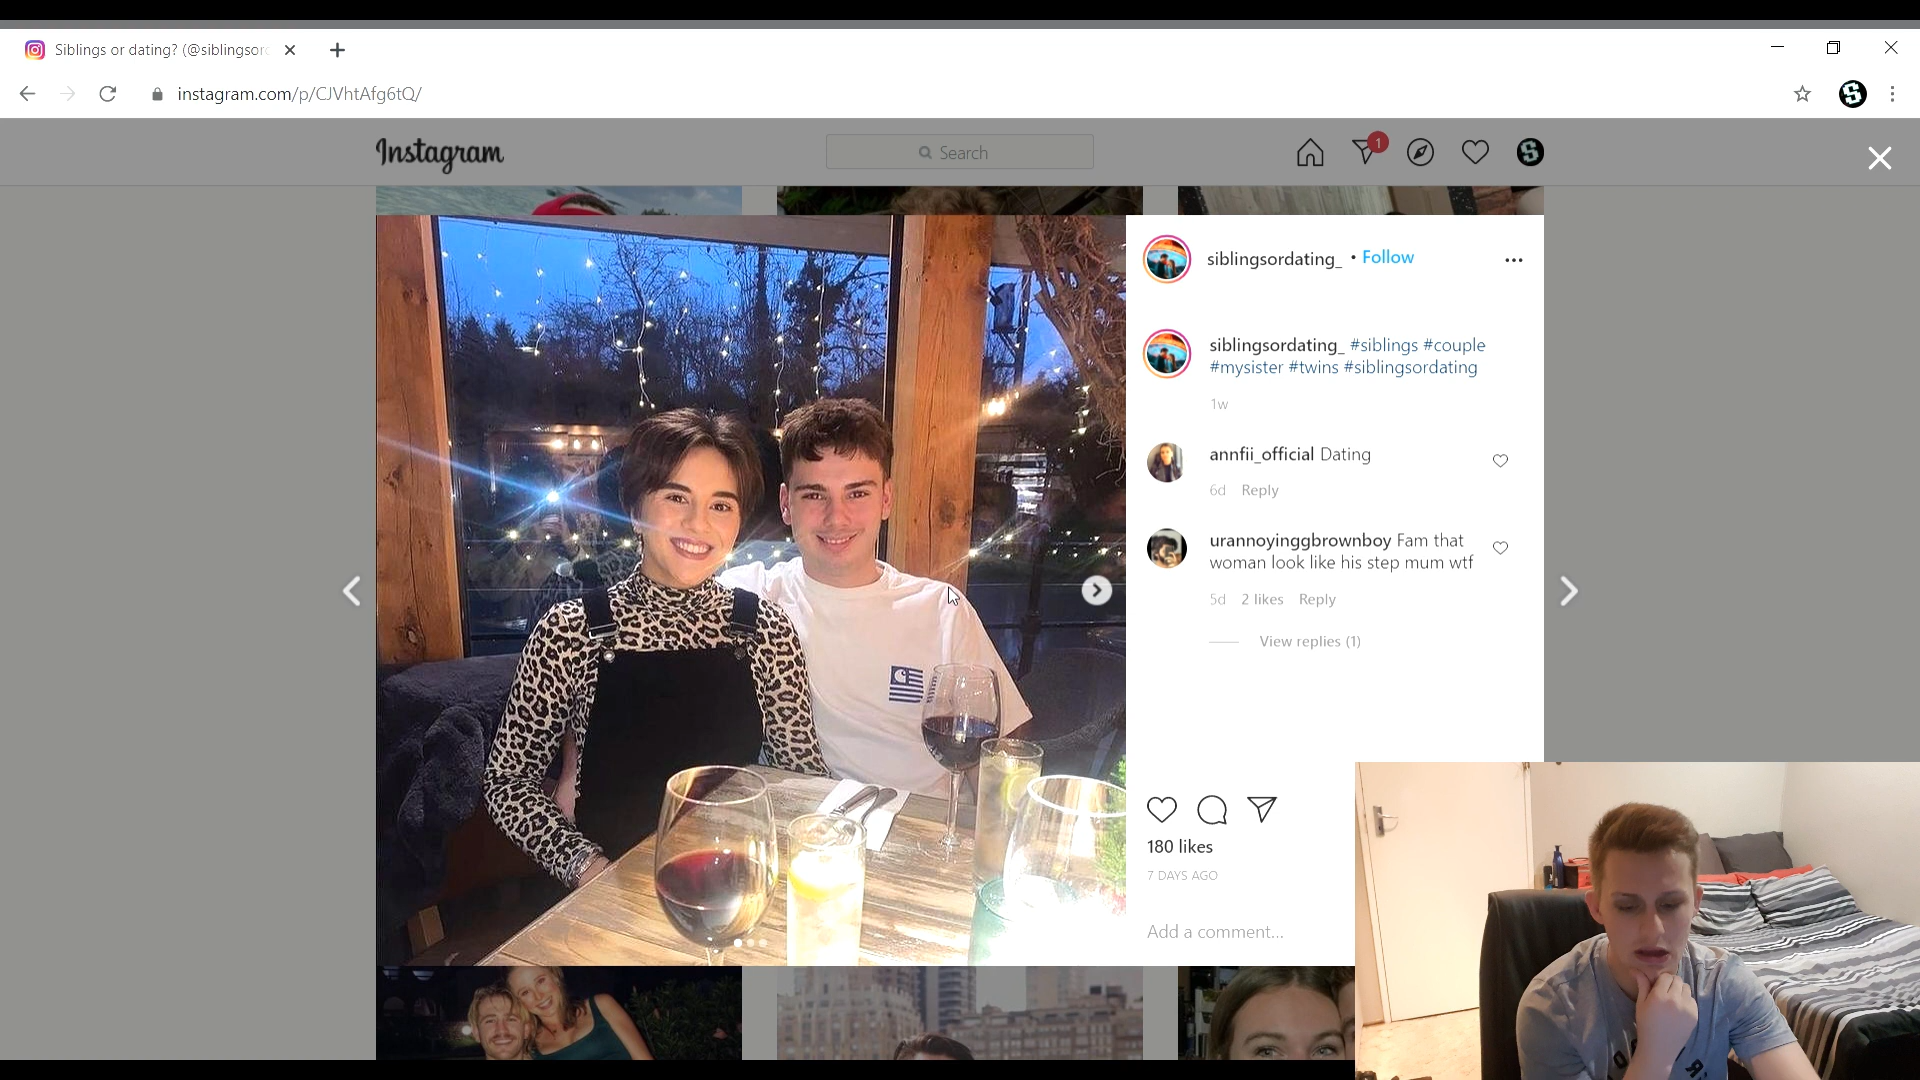 Siblings or dating? (@siblingsord
instagram.com/p/CJVhtAfg6tQ/
Instagram
Search
1
siblingsordating_ • Follow
siblingsordating_ #siblings #couple
#mysister #twins #siblingsordating
1w
annfii_official Dating
6d Reply
urannoyinggbrownboy Fam that
woman look like his step mum wtf
5d 2 likes Reply
View replies (1)
180 likes
7 DAYS AGO
Add a comment...